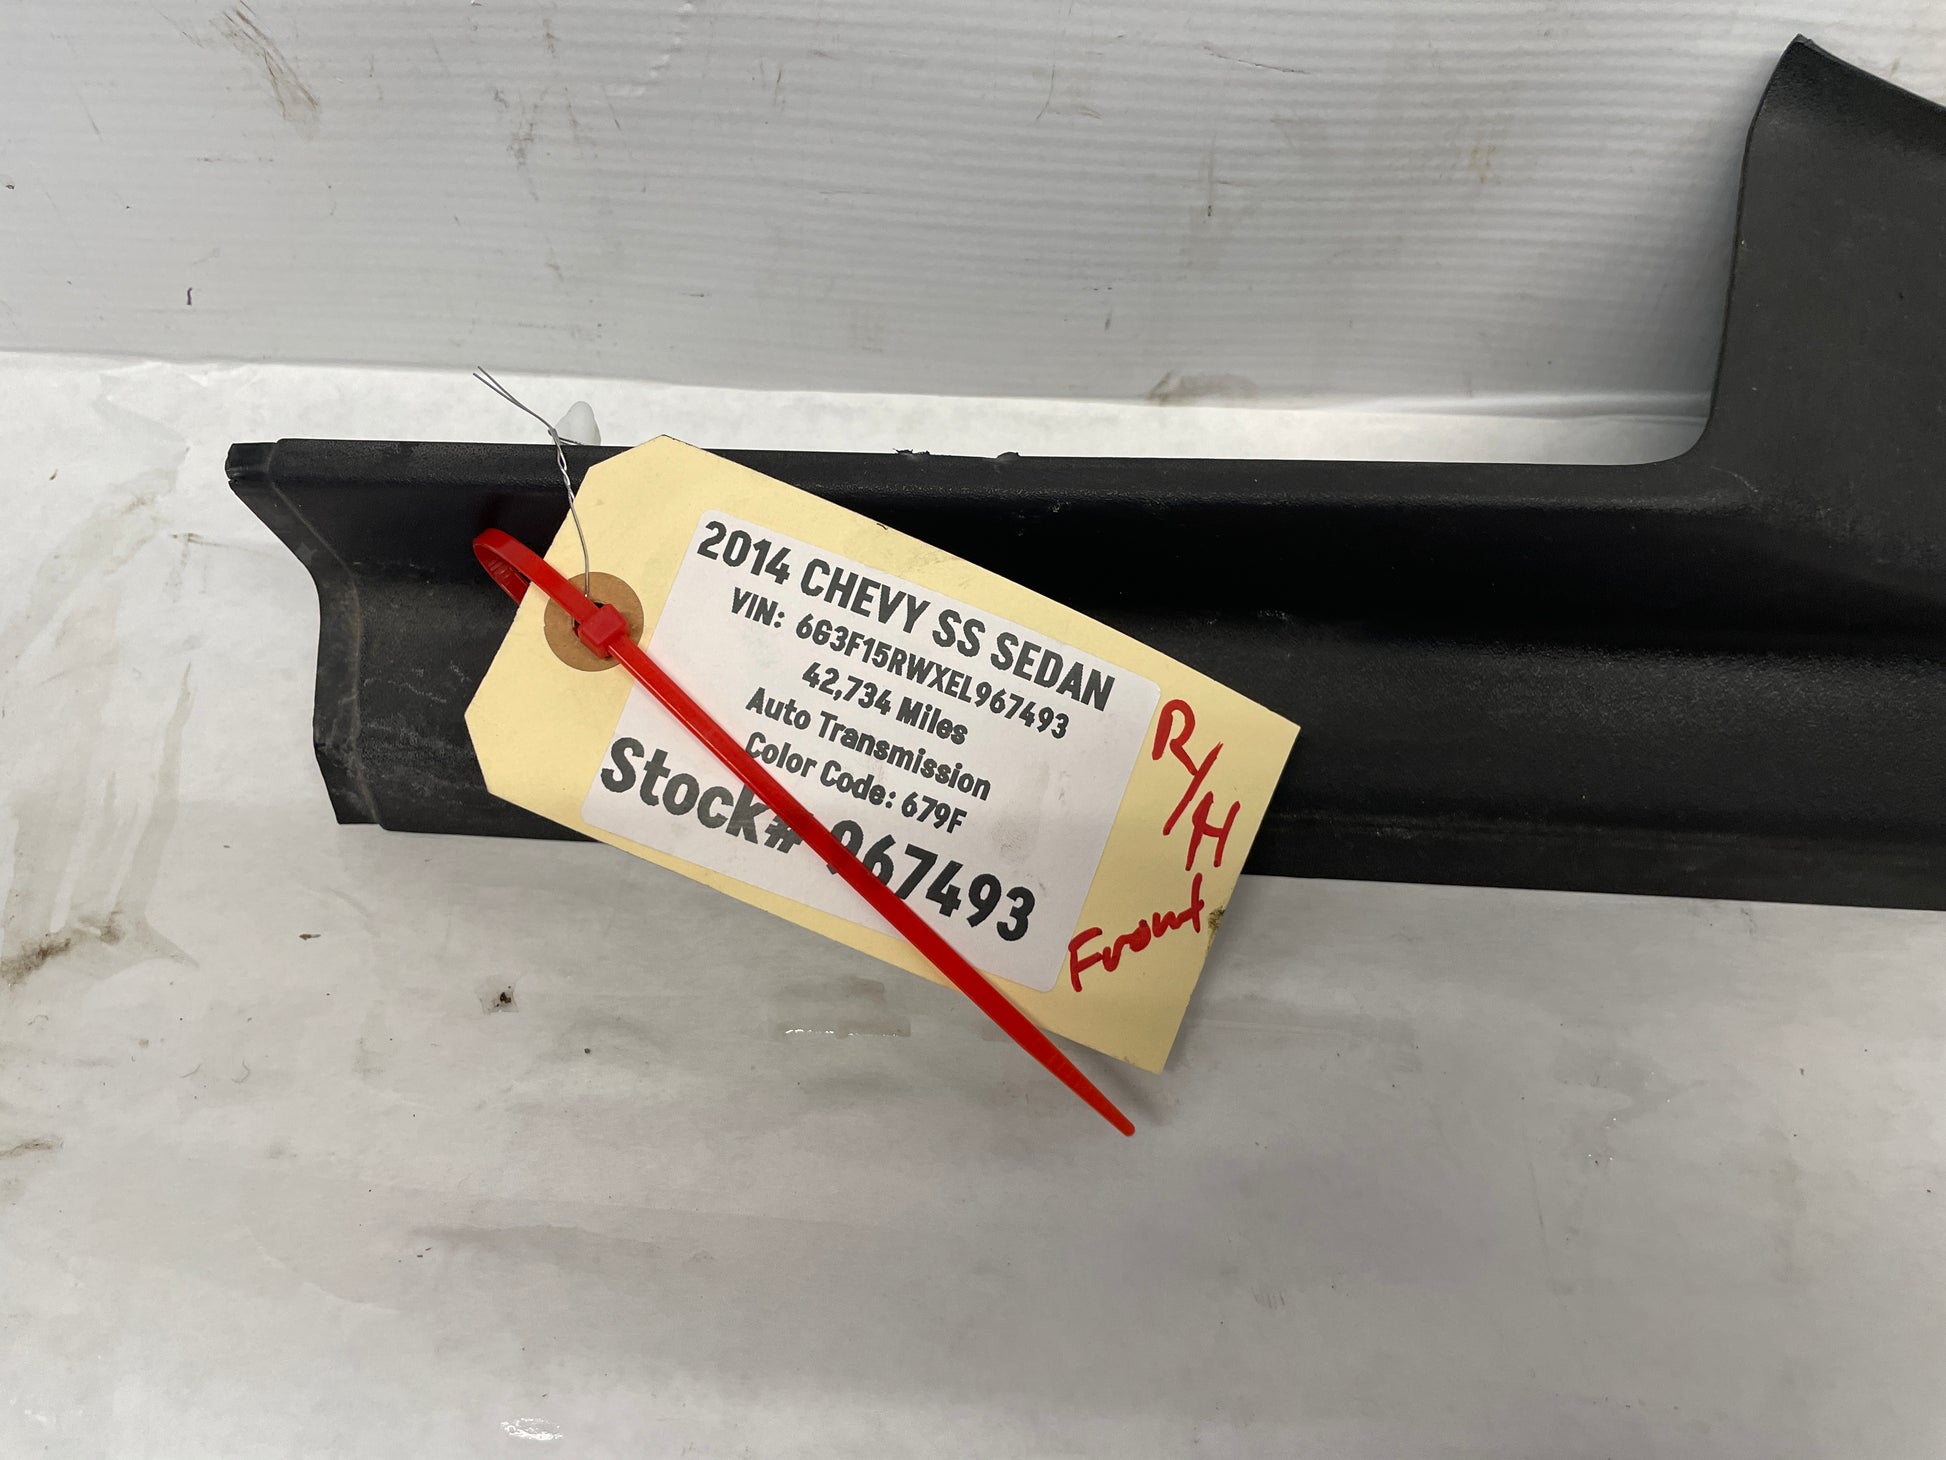 2014 CHEVY SS SEDAN
VIN: 6G3F15RWXEL967493
42,734 Miles
Auto Transmission
Color Code: 679F
Stock# 967493
R/H
Front